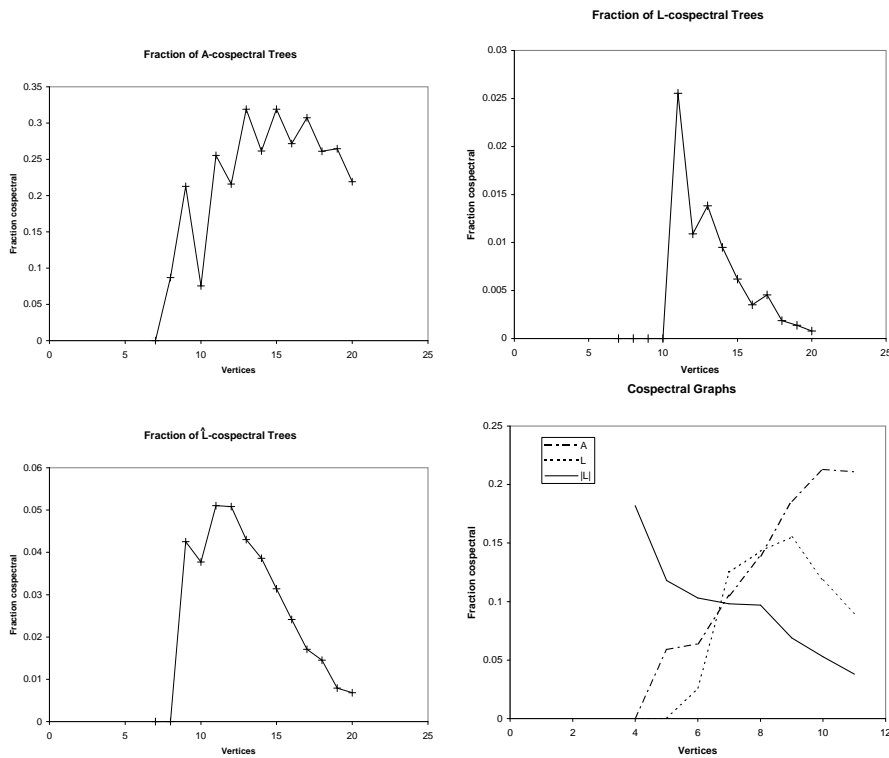 Fraction of A-cospectral Trees
0.35
0.3
0.25
0.2
0.15
0.1
0.05
0
Fraction cospectral
0 5 10 15 20 25
Vertices
Fraction of L-cospectral Trees
0.03
0.025
0.02
0.015
0.01
0.005
0
Fraction cospectral
0 5 10 15 20 25
Vertices
Fraction of L̂-cospectral Trees
0.06
0.05
0.04
0.03
0.02
0.01
0
Fraction cospectral
0 5 10 15 20 25
Vertices
Cospectral Graphs
0.25
0.2
0.15
0.1
0.05
0
Fraction cospectral
A
L
|L|
0 2 4 6 8 10 12
Vertices